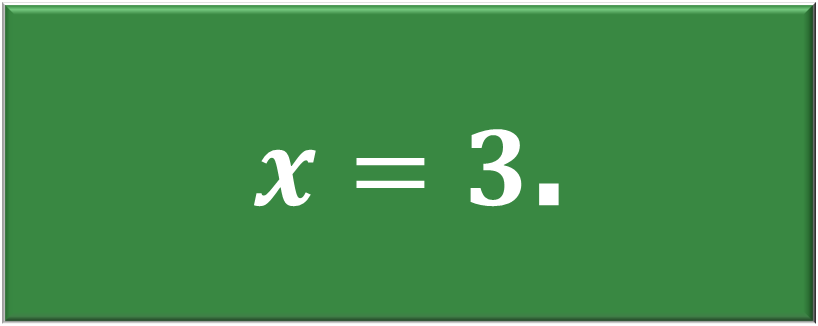 x = 3.